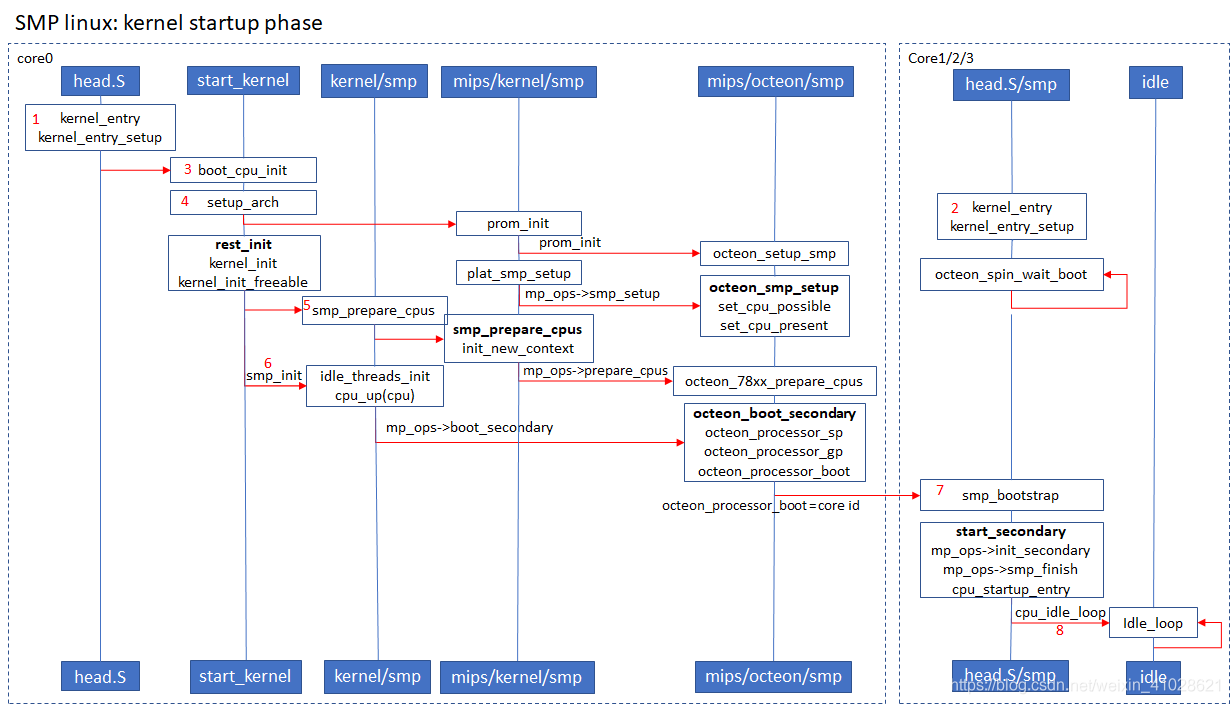 SMP linux: kernel startup phase
core0
head.S
start_kernel
kernel/smp
mips/kernel/smp
mips/octeon/smp
1 kernel_entry
kernel_entry_setup
3 boot_cpu_init
4 setup_arch
prom_init
prom_init
octeon_setup_smp
rest_init
kernel_init
kernel_init_freeable
plat_smp_setup
mp_ops->smp_setup
octeon_smp_setup
set_cpu_possible
set_cpu_present
5 smp_prepare_cpus
smp_prepare_cpus
init_new_context
6
smp_init
idle_threads_init
cpu_up(cpu)
mp_ops->prepare_cpus
octeon_78xx_prepare_cpus
mp_ops->boot_secondary
octeon_boot_secondary
octeon_processor_sp
octeon_processor_gp
octeon_processor_boot
octeon_processor_boot=core id
head.S
start_kernel
kernel/smp
mips/kernel/smp
mips/octeon/smp
Core1/2/3
head.S/smp
idle
2 kernel_entry
kernel_entry_setup
octeon_spin_wait_boot
7 smp_bootstrap
start_secondary
mp_ops->init_secondary
mp_ops->smp_finish
cpu_startup_entry
cpu_idle_loop
8
Idle_loop
head.S/smp
idle
https://blog.csdn.net/weixin_41028621